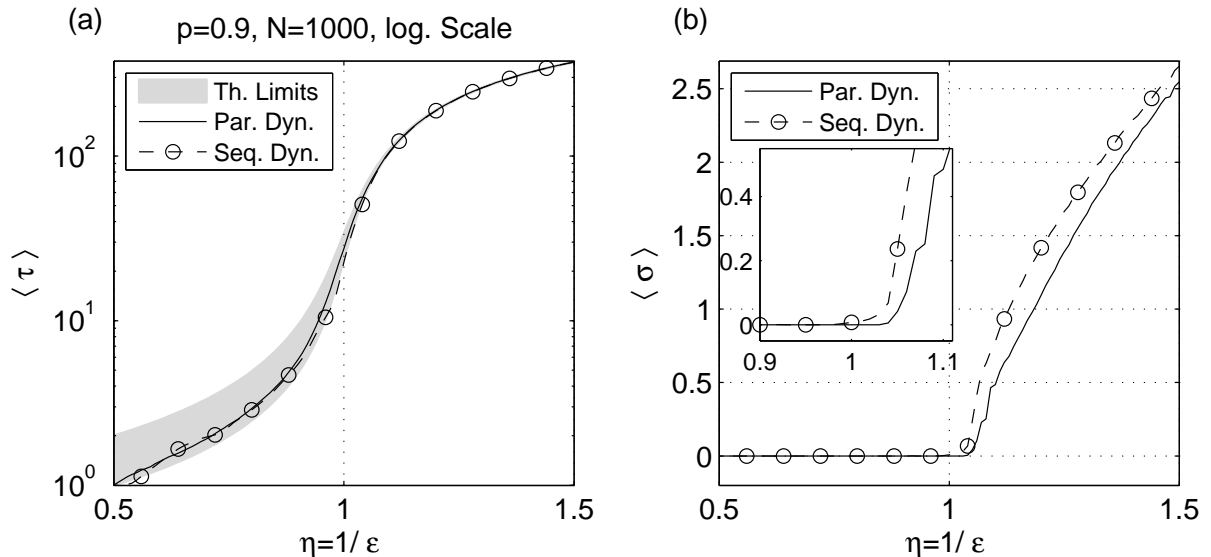 (a)
p=0.9, N=1000, log. Scale
Th. Limits
Par. Dyn.
Seq. Dyn.
10^2
10^1
10^0
⟨ τ ⟩
0.5
1
1.5
η=1/ ε
(b)
Par. Dyn.
Seq. Dyn.
2.5
2
1.5
1
0.5
0
⟨ σ ⟩
0.4
0.2
0
0.9
1
1.1
0.5
1
1.5
η=1/ ε